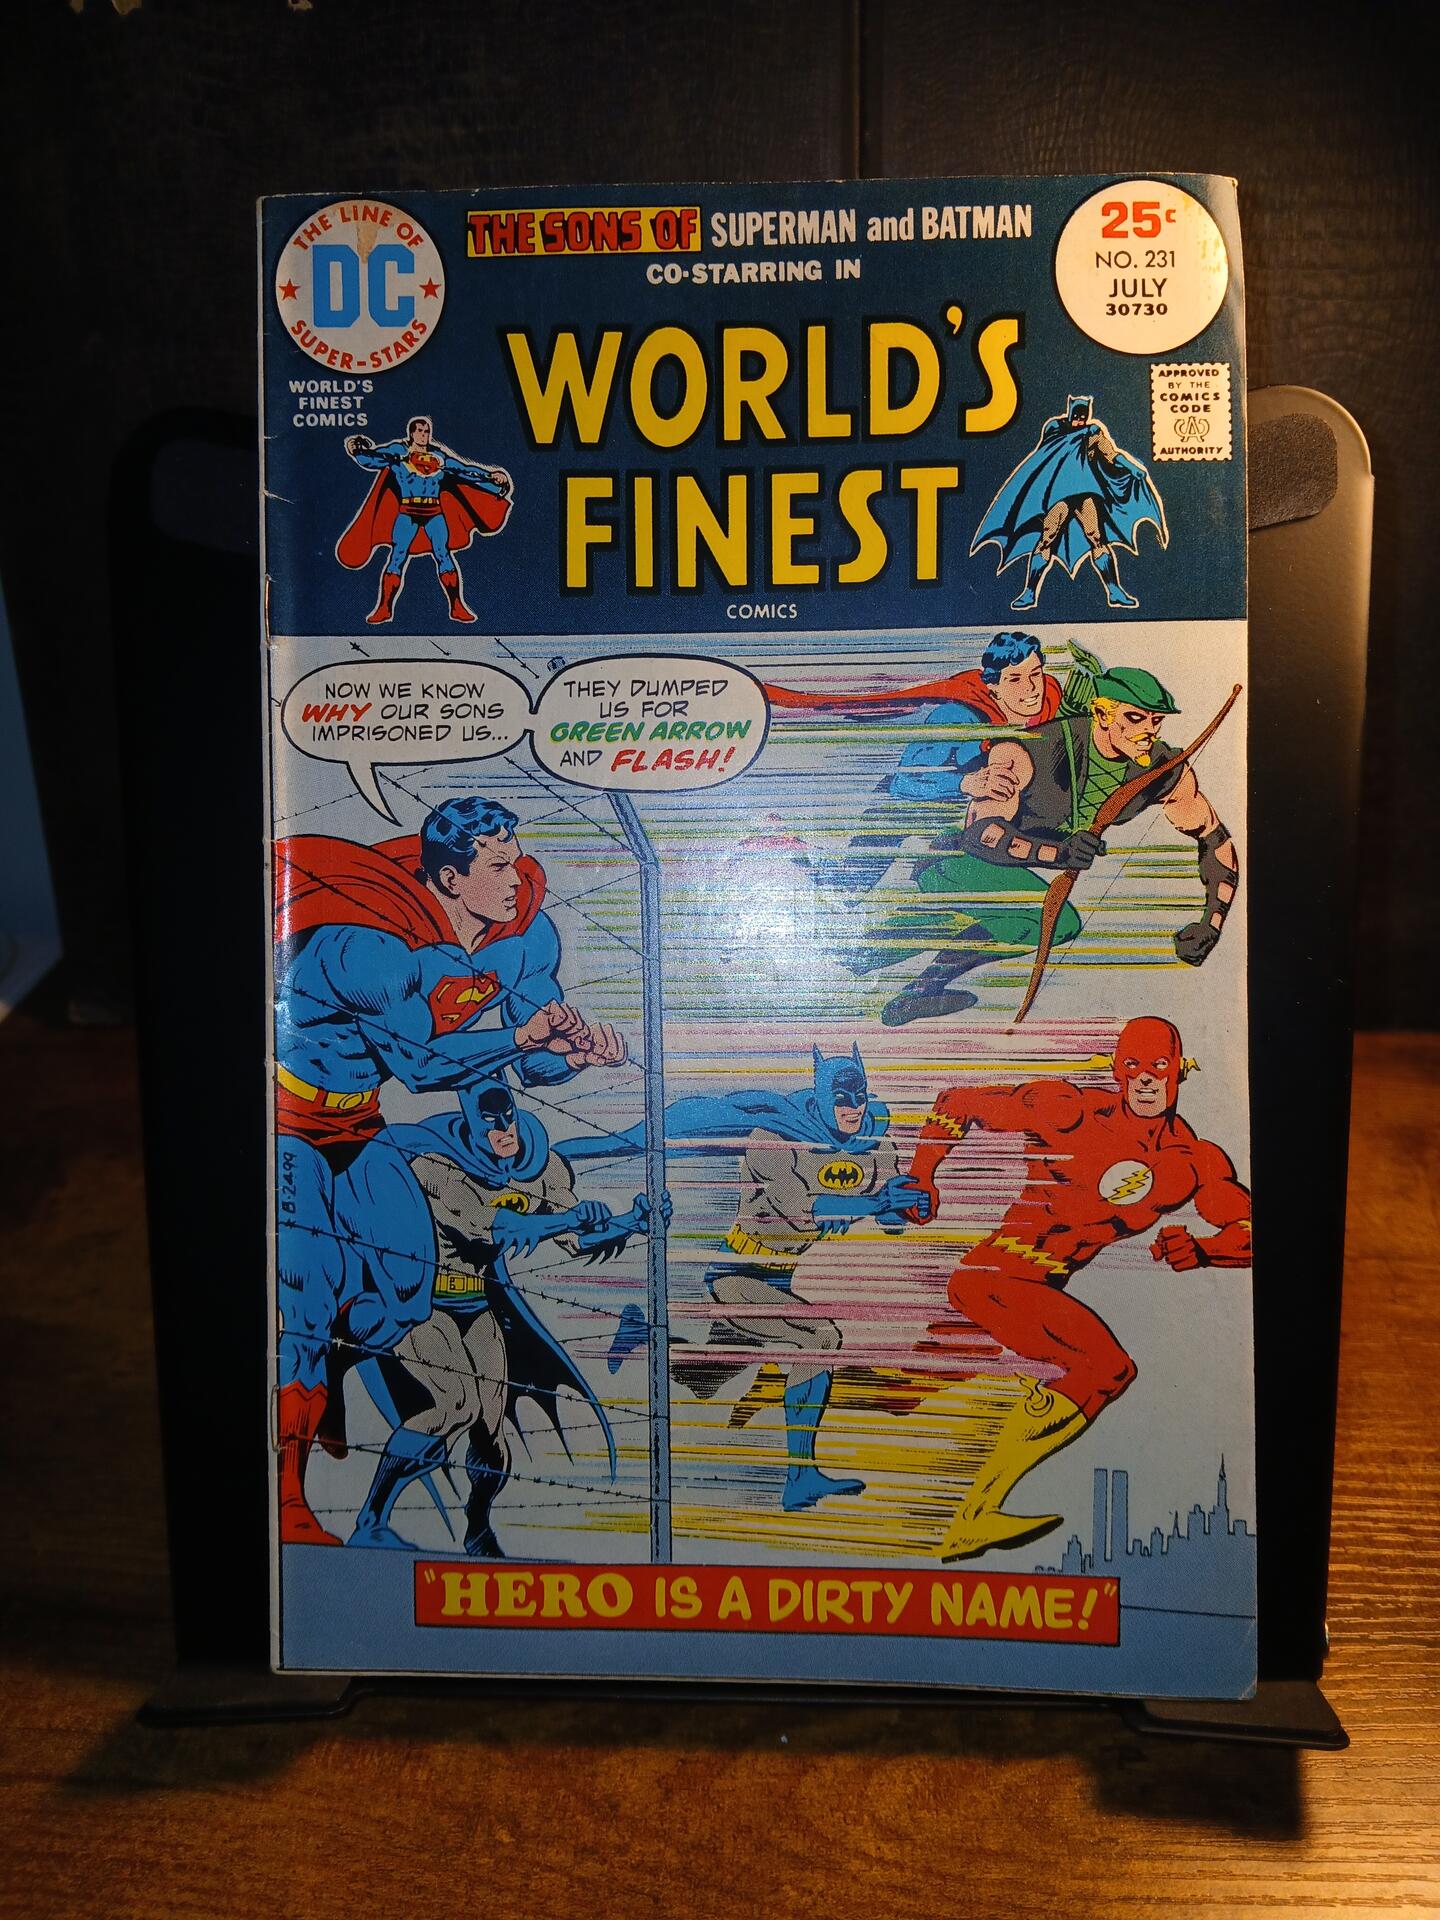 THE LINE OF
DC
SUPER-STARS
WORLD'S
FINEST
COMICS
THE SONS OF SUPERMAN and BATMAN
CO-STARRING IN
WORLD'S
FINEST
COMICS
25c
NO. 231
JULY
30730
APPROVED
BY THE
COMICS
CODE
CA
AUTHORITY
NOW WE KNOW
WHY OUR SONS
IMPRISONED US...
THEY DUMPED
US FOR
GREEN ARROW
AND FLASH!
B-2499
"HERO IS A DIRTY NAME!"